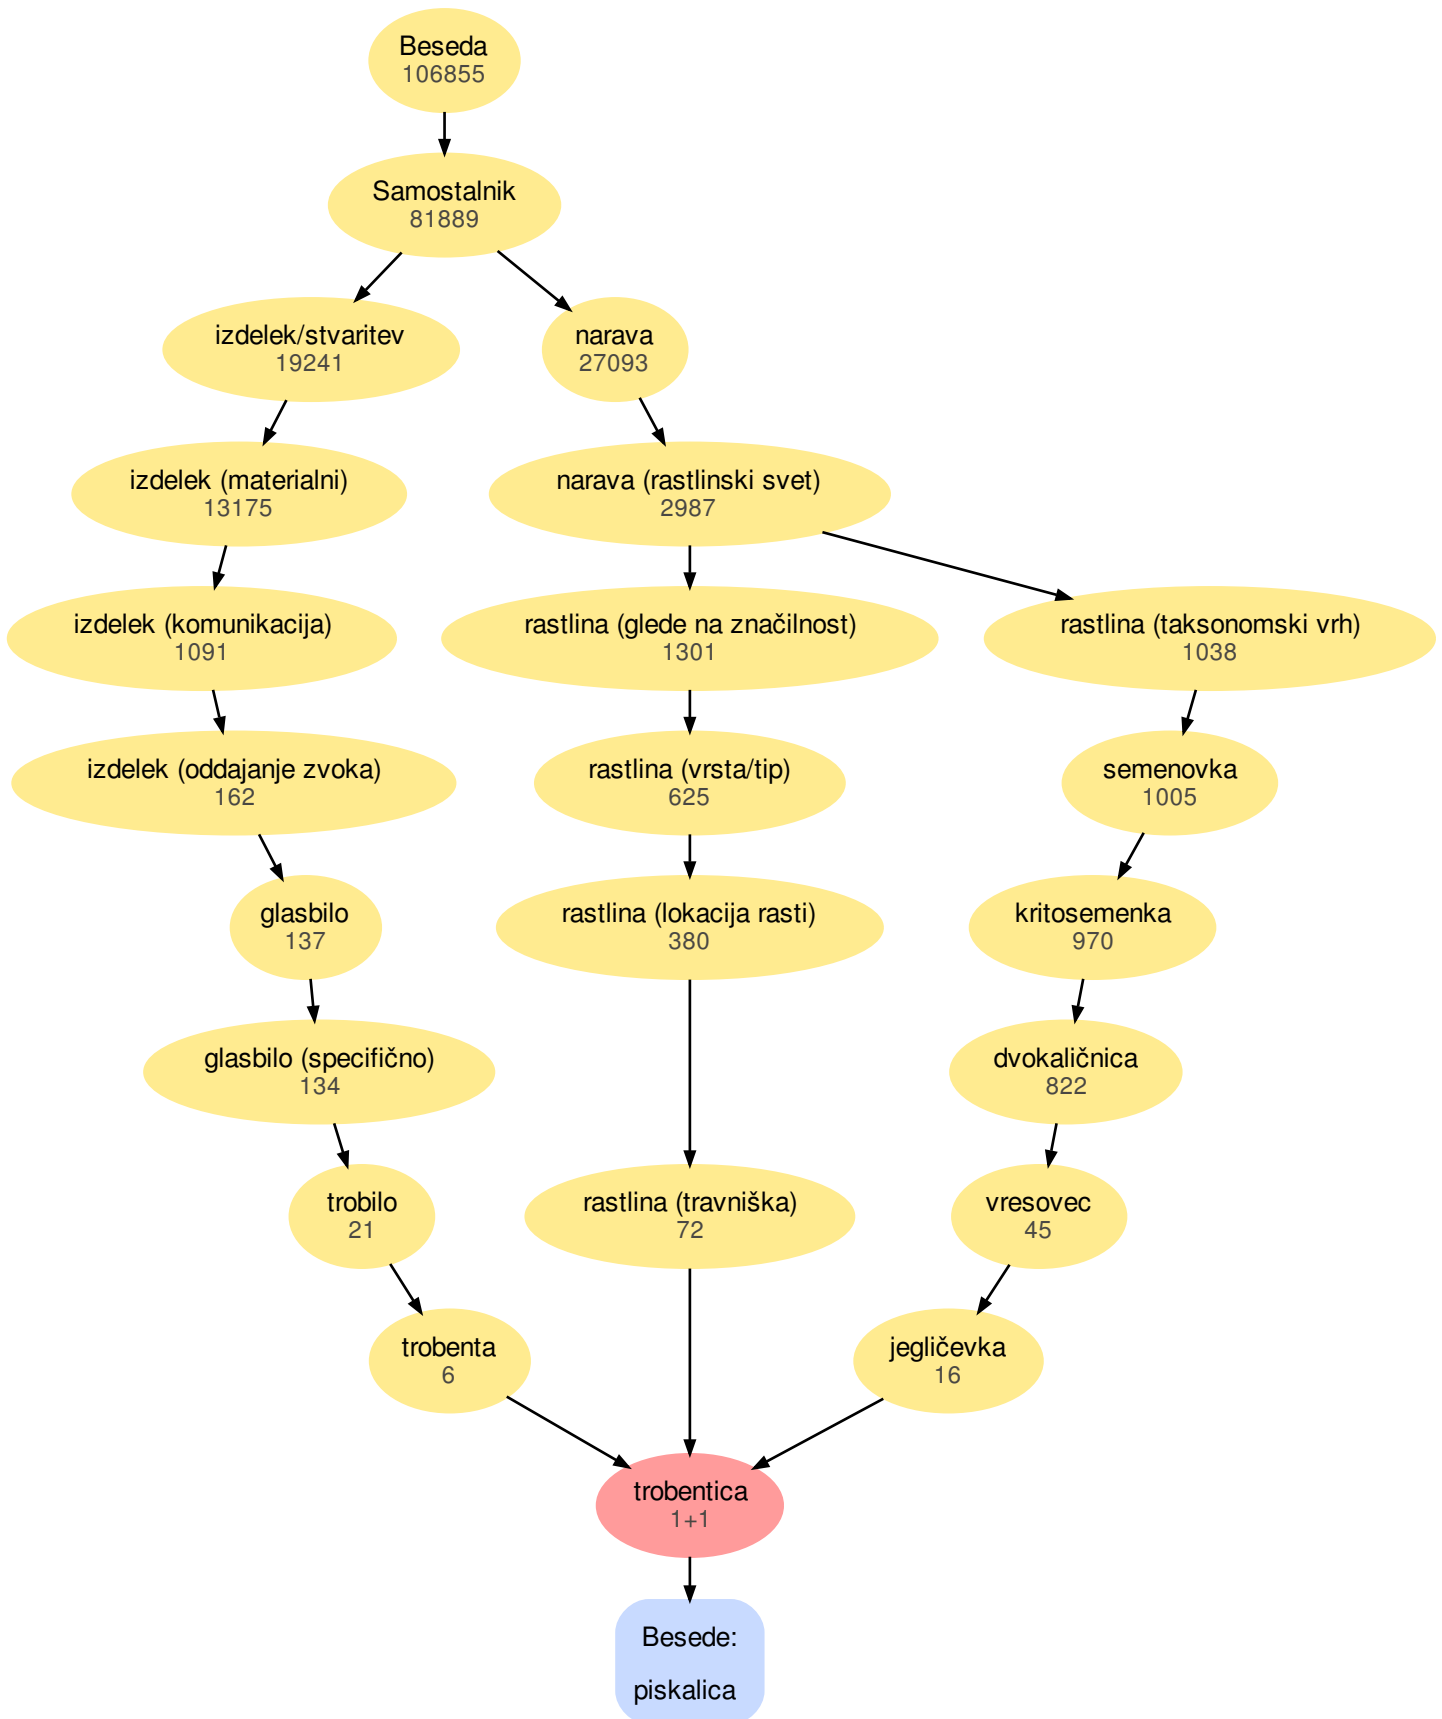 Beseda
106855
Samostalnik
81889
izdelek/stvaritev
19241
narava
27093
izdelek (materialni)
13175
narava (rastlinski svet)
2987
izdelek (komunikacija)
1091
rastlina (glede na značilnost)
1301
rastlina (taksonomski vrh)
1038
izdelek (oddajanje zvoka)
162
rastlina (vrsta/tip)
625
semenovka
1005
glasbilo
137
rastlina (lokacija rasti)
380
kritosemenka
970
glasbilo (specifično)
134
dvokaličnica
822
trobilo
21
rastlina (travniška)
72
vresovec
45
trobenta
6
jegličevka
16
trobentica
1+1
Besede:
piskalica